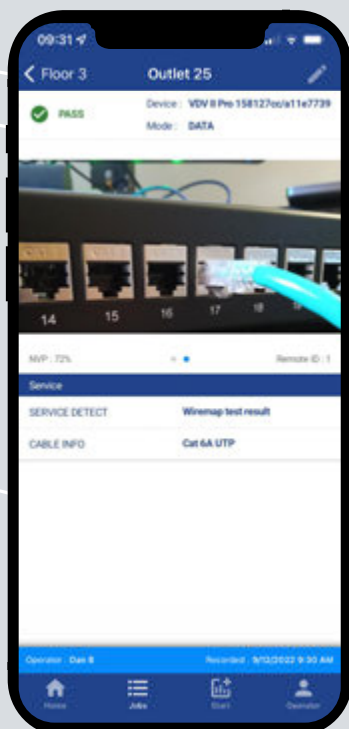 09:31
Floor 3
Outlet 25
PASS
Device : VDV II Pro 158127cc/a11e7739
Mode : DATA
14 15 16 17 18
NVP : 72%
Remote ID : 1
Service
SERVICE DETECT Wiremap test result
CABLE INFO Cat 6A UTP
Operator : Dan B
Recorded : 9/12/2022 9:30 AM
Home Jobs Start Operator